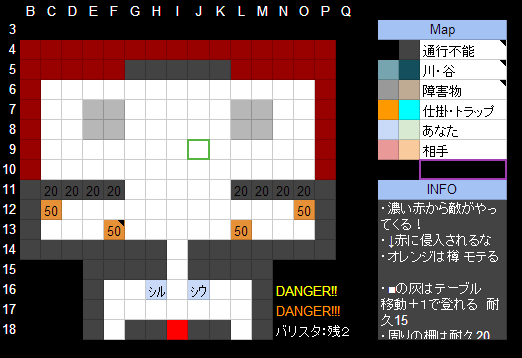 B C D E F G H I J K L M N O P Q
3
4
5
6
7
8
9
10
11 20 20 20 20 20 20 20 20
12 50 50
13 50 50
14
15
16 シル シウ DANGER!!
17 DANGER!!!
18 バリスタ:残2
Map
通行不能
川・谷
障害物
仕掛・トラップ
あなた
相手
INFO
・濃い赤から敵がやっ
てくる！
・↓赤に侵入されるな
・オレンジは樽 モテる
・■の灰はテーブル
移動＋1で登れる 耐
久15
・周りの柵は耐久20